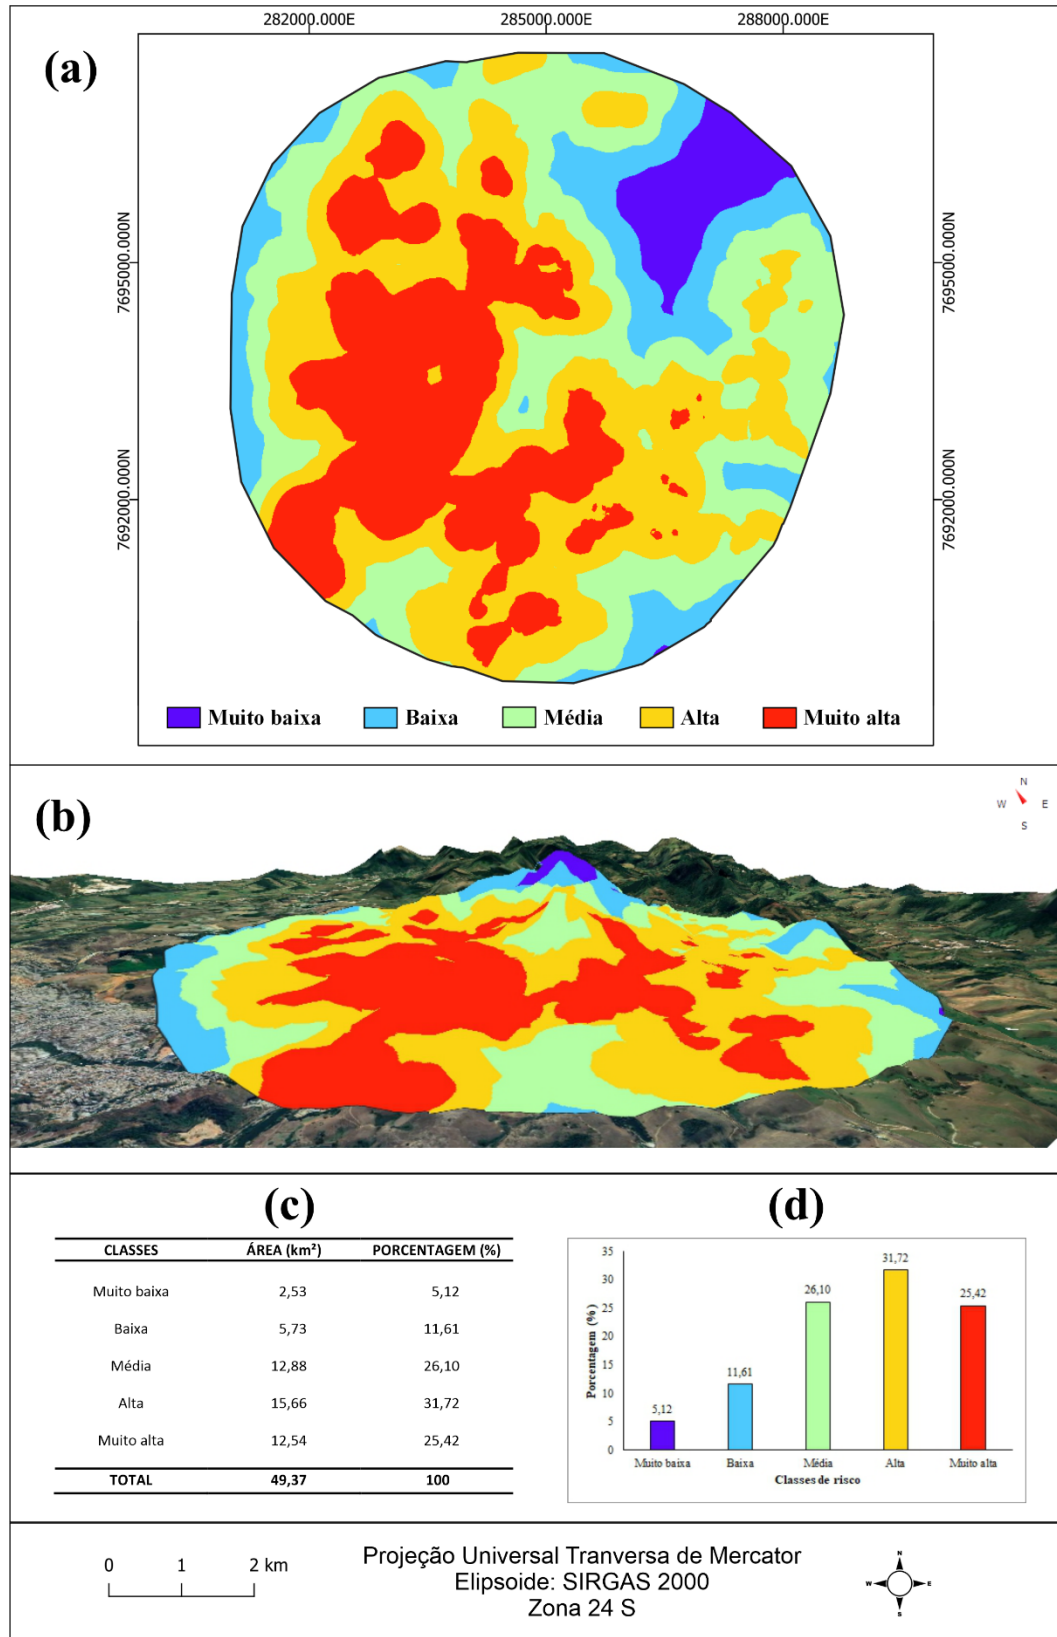 282000.000E 285000.000E 288000.000E
(a)
7695000.000N 7695000.000N
7692000.000N 7692000.000N
Muito baixa Baixa Média Alta Muito alta
(b)
N
W E
S
(c)
CLASSES ÁREA (km²) PORCENTAGEM (%)
Muito baixa 2,53 5,12
Baixa 5,73 11,61
Média 12,88 26,10
Alta 15,66 31,72
Muito alta 12,54 25,42
TOTAL 49,37 100
(d)
Porcentagem (%)
35
30
25
20
15
10
5
0
5,12
11,61
26,10
31,72
25,42
Muito baixa Baixa Média Alta Muito alta
Classes de risco
0 1 2 km
Projeção Universal Tranversa de Mercator
Elipsoide: SIRGAS 2000
Zona 24 S
N
W E
S